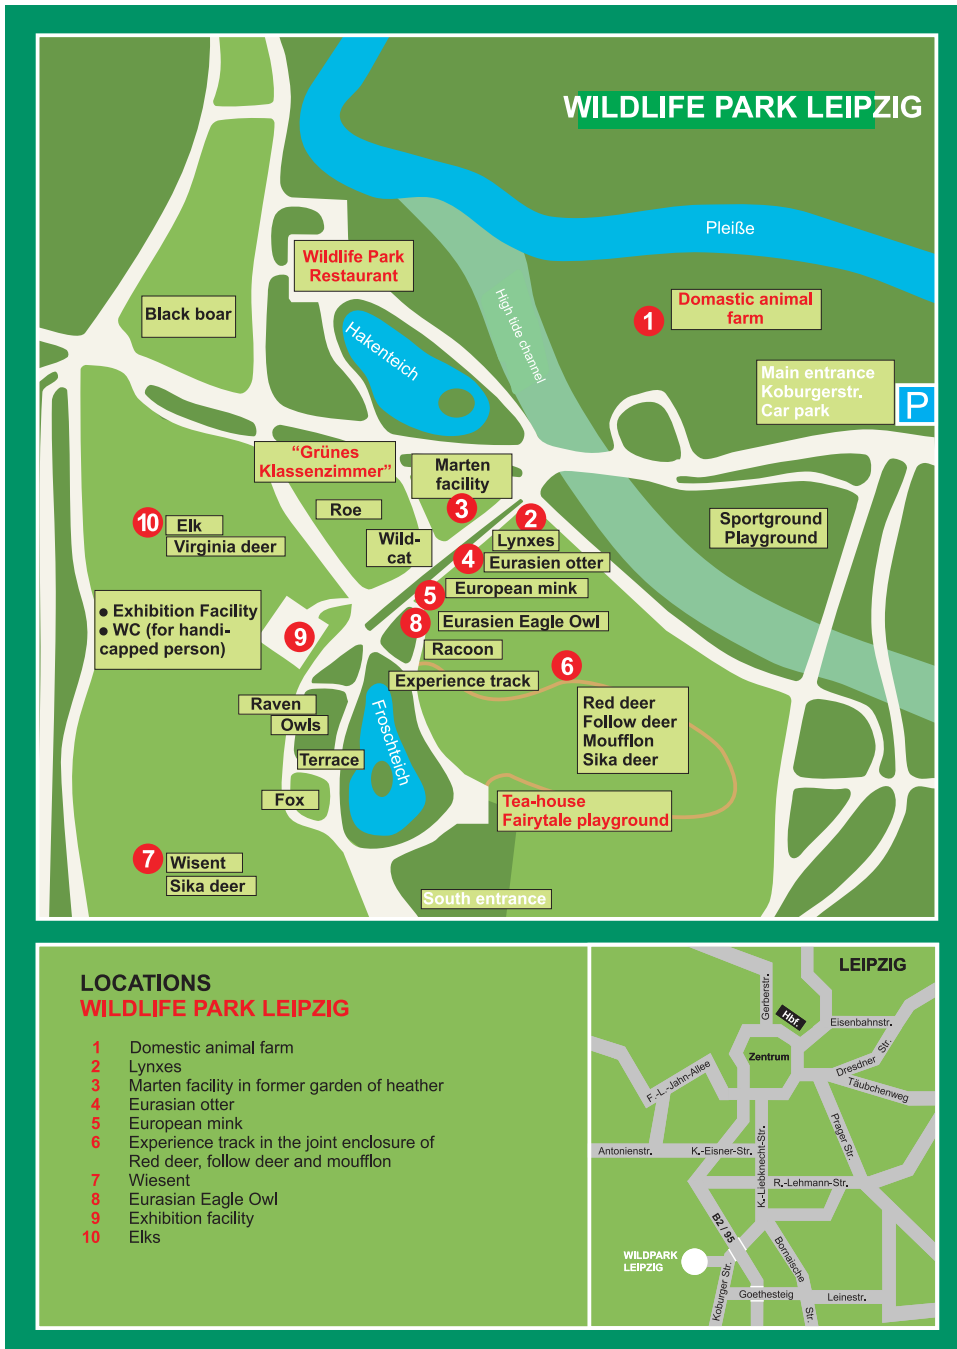 WILDLIFE PARK LEIPZIG
Pleiße
Wildlife Park
Restaurant
Black boar
Hakenteich
High tide channel
1
Domastic animal
farm
Main entrance
Koburgerstr.
Car park
P
“Grünes
Klassenzimmer”
Marten
facility
3
Roe
Wild-
cat
2
Lynxes
10
Elk
Virginia deer
4
Eurasien otter
Sportground
Playground
5
European mink
● Exhibition Facility
● WC (for handi-
capped person)
9
8
Eurasien Eagle Owl
Racoon
6
Experience track
Raven
Owls
Froschteich
Red deer
Follow deer
Moufflon
Sika deer
Terrace
Fox
Tea-house
Fairytale playground
7
Wisent
Sika deer
South entrance
LOCATIONS
WILDLIFE PARK LEIPZIG
1 Domestic animal farm
2 Lynxes
3 Marten facility in former garden of heather
4 Eurasian otter
5 European mink
6 Experience track in the joint enclosure of
Red deer, follow deer and moufflon
7 Wiesent
8 Eurasian Eagle Owl
9 Exhibition facility
10 Elks
LEIPZIG
Gerberstr.
Hbf.
Eisenbahnstr.
Zentrum
Dresdner Str.
Täubchenweg
F.-L.-Jahn-Allee
Prager Str.
Antonienstr.
K.-Eisner-Str.
K.-Liebknecht-Str.
R.-Lehmann-Str.
B2 / 95
WILDPARK
LEIPZIG
Koburger Str.
Bornaische Str.
Goethesteig
Leinestr.